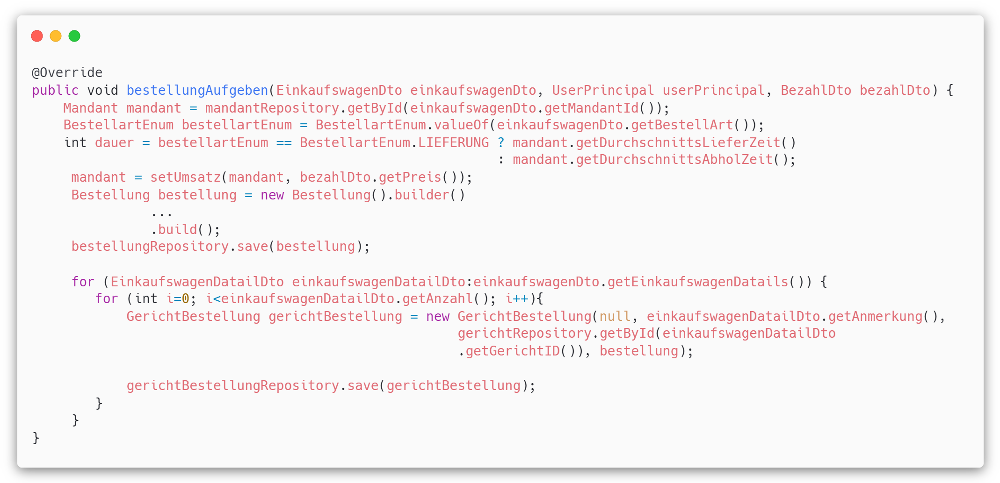 @Override
public void bestellungAufgeben(EinkaufswagenDto einkaufswagenDto, UserPrincipal userPrincipal, BezahlDto bezahlDto) {
    Mandant mandant = mandantRepository.getById(einkaufswagenDto.getMandantId());
    BestellartEnum bestellartEnum = BestellartEnum.valueOf(einkaufswagenDto.getBestellArt());
    int dauer = bestellartEnum == BestellartEnum.LIEFERUNG ? mandant.getDurchschnittsLieferZeit()
                                                           : mandant.getDurchschnittsAbholZeit();
     mandant = setUmsatz(mandant, bezahlDto.getPreis());
     Bestellung bestellung = new Bestellung().builder()
               ...
               .build();
     bestellungRepository.save(bestellung);

     for (EinkaufswagenDatailDto einkaufswagenDatailDto:einkaufswagenDto.getEinkaufswagenDatails()) {
        for (int i=0; i<einkaufswagenDatailDto.getAnzahl(); i++){
            GerichtBestellung gerichtBestellung = new GerichtBestellung(null, einkaufswagenDatailDto.getAnmerkung(),
                                                      gerichtRepository.getById(einkaufswagenDatailDto
                                                      .getGerichtID()), bestellung);

            gerichtBestellungRepository.save(gerichtBestellung);
        }
     }
}